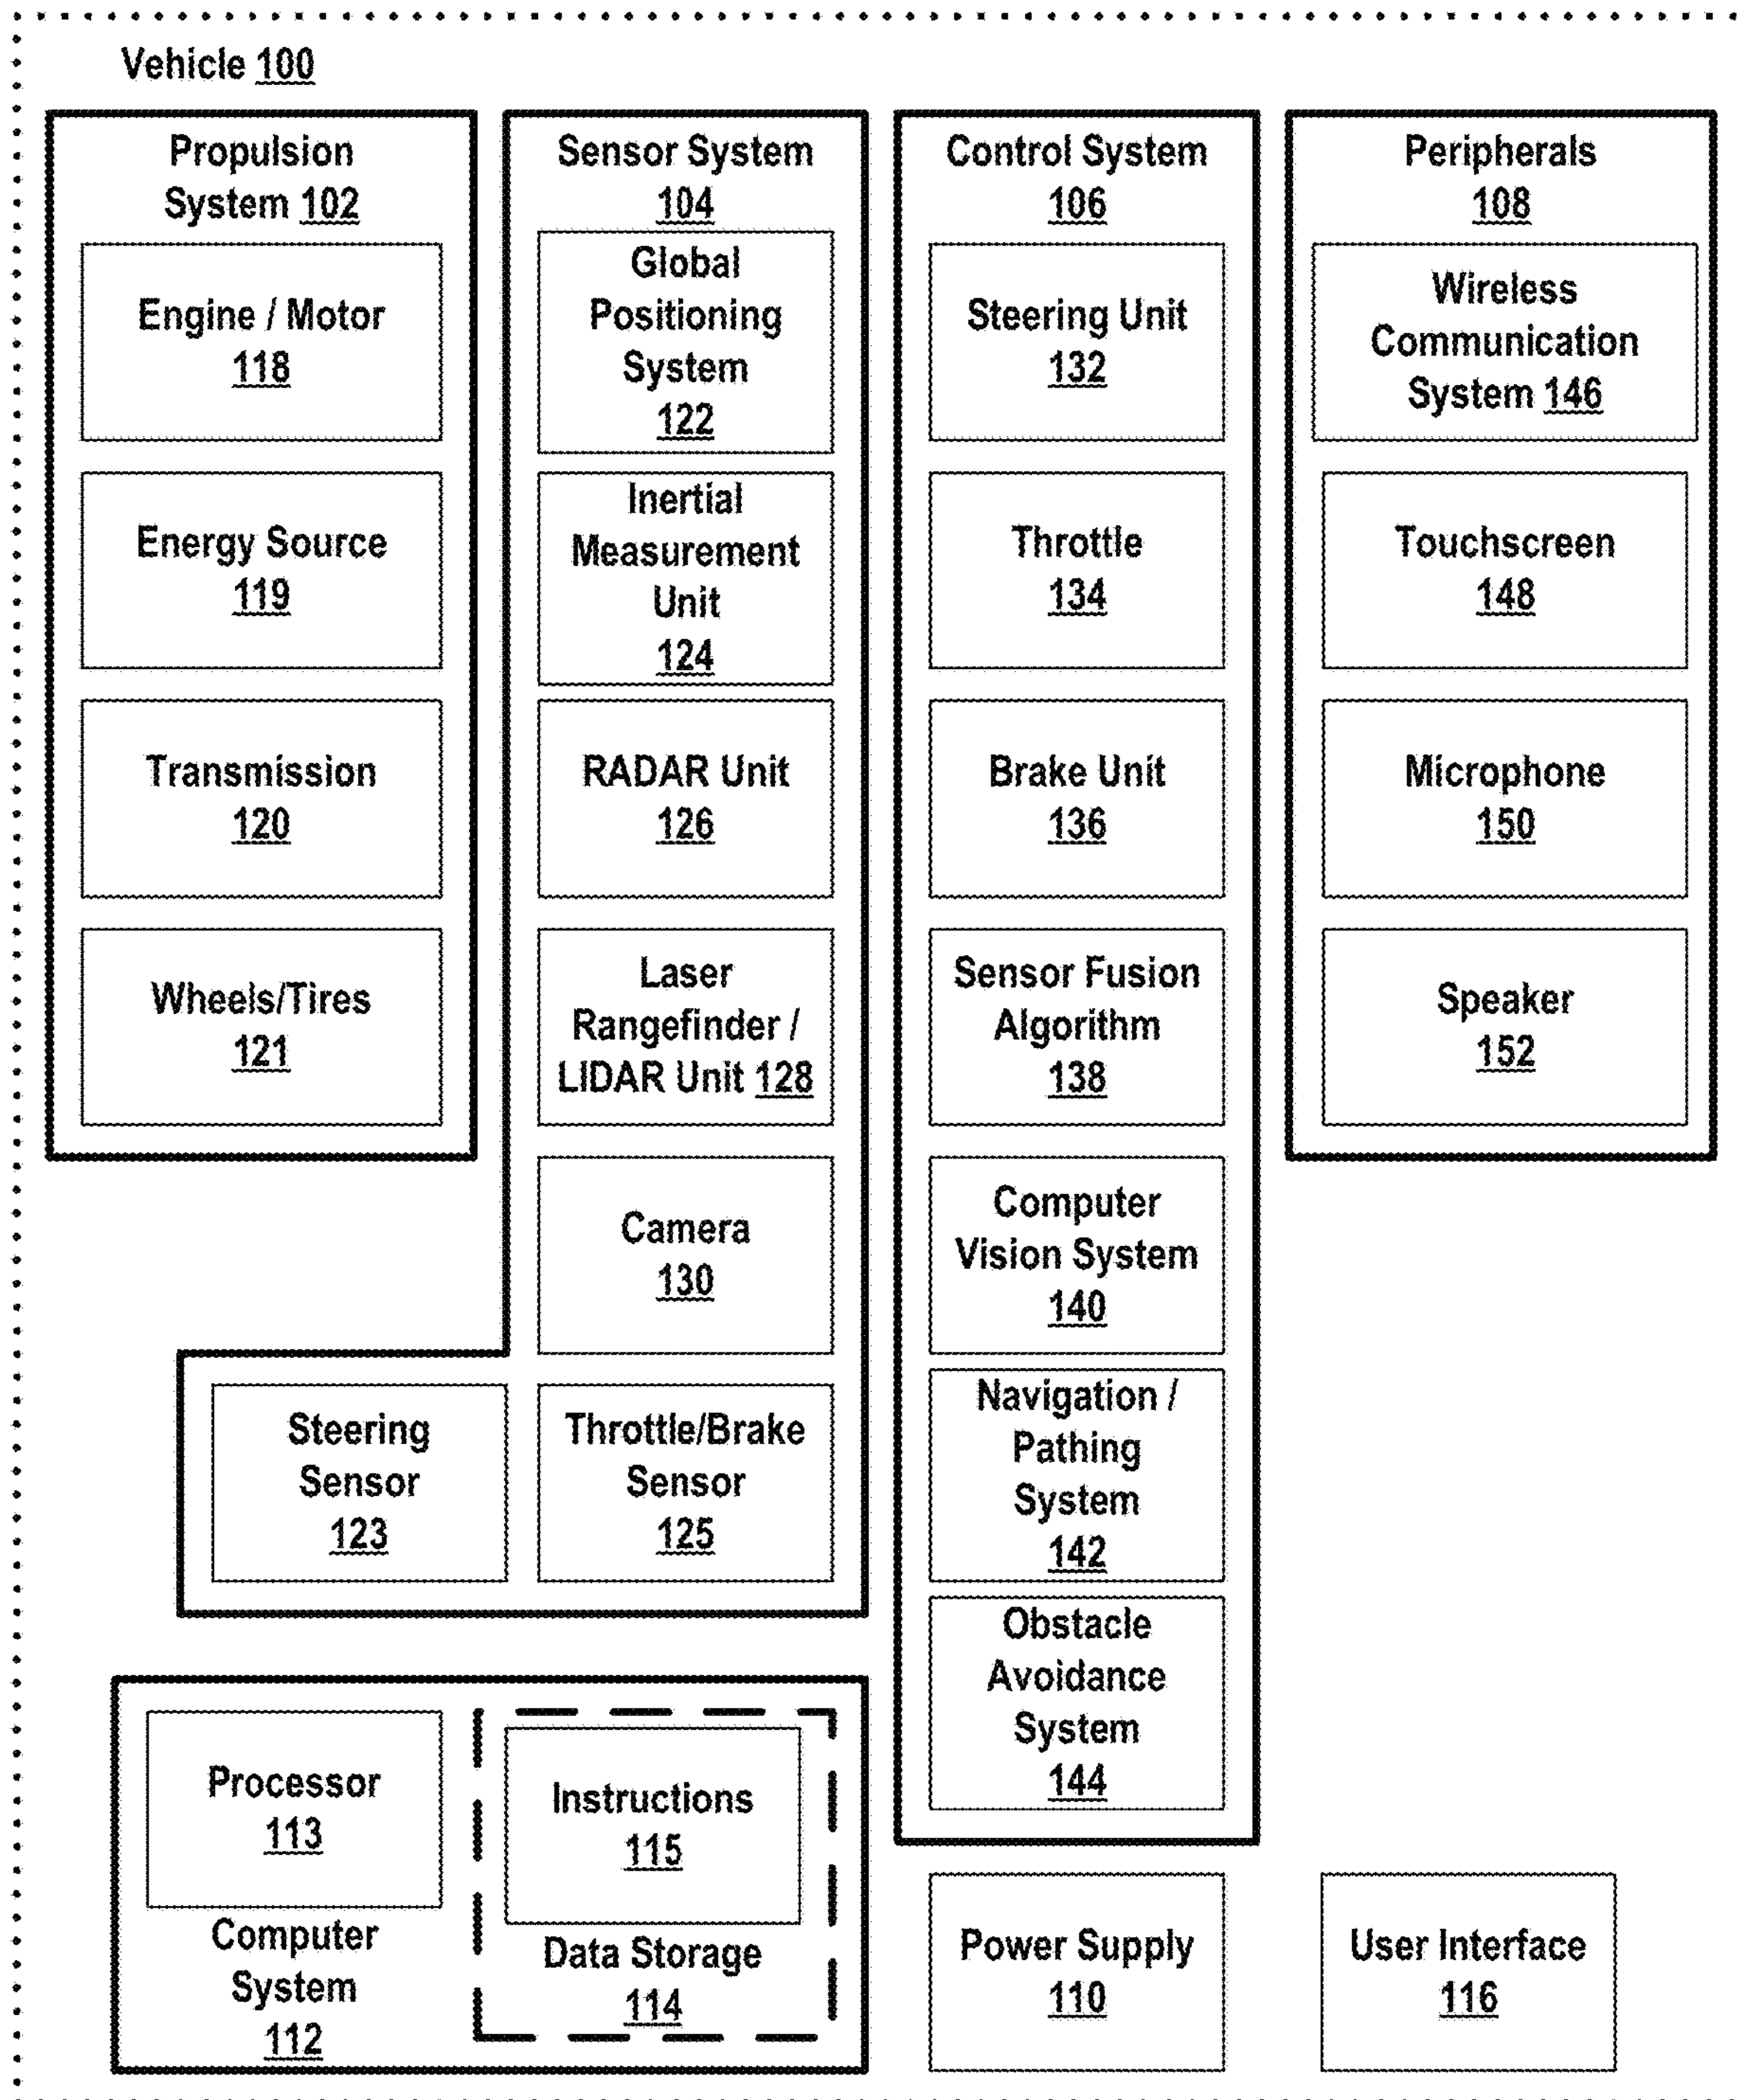 Vehicle 100
Propulsion
System 102
Engine / Motor
118
Energy Source
119
Transmission
120
Wheels/Tires
121
Sensor System
104
Global
Positioning
System
122
Inertial
Measurement
Unit
124
RADAR Unit
126
Laser
Rangefinder /
LIDAR Unit 128
Camera
130
Steering
Sensor
123
Throttle/Brake
Sensor
125
Control System
106
Steering Unit
132
Throttle
134
Brake Unit
136
Sensor Fusion
Algorithm
138
Computer
Vision System
140
Navigation /
Pathing
System
142
Obstacle
Avoidance
System
144
Peripherals
108
Wireless
Communication
System 146
Touchscreen
148
Microphone
150
Speaker
152
Processor
113
Computer
System
112
Instructions
115
Data Storage
114
Power Supply
110
User Interface
116